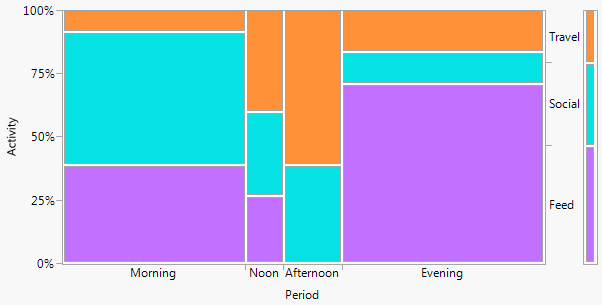 100%
75%
50%
25%
0%
Activity
Travel
Social
Feed
Morning
Noon
Afternoon
Evening
Period